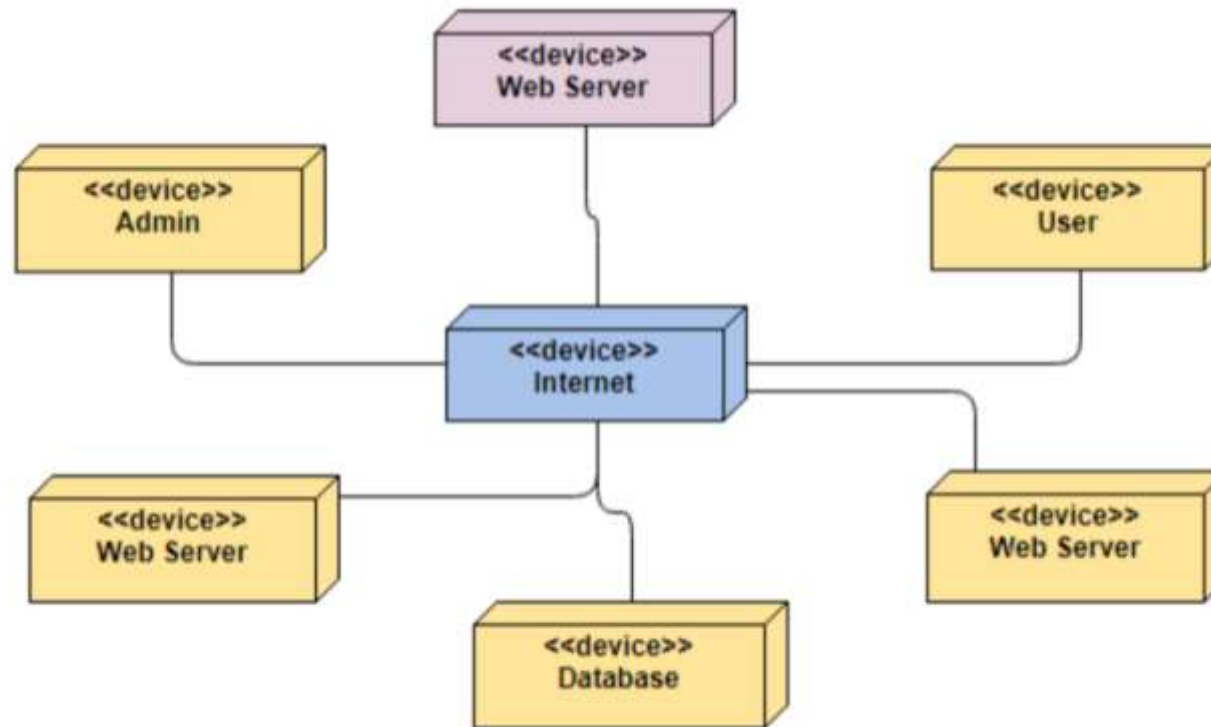 <<device>>
Web Server
<<device>>
Admin
<<device>>
User
<<device>>
Internet
<<device>>
Web Server
<<device>>
Web Server
<<device>>
Database